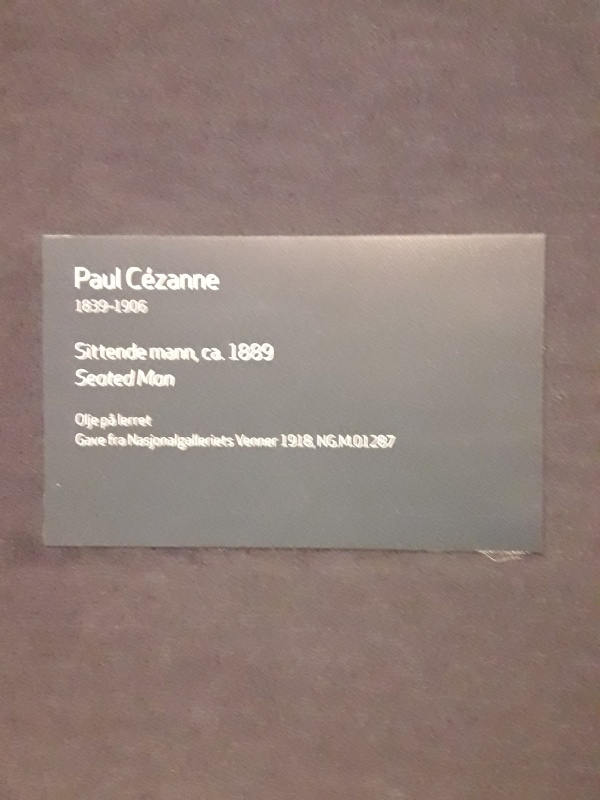 Paul Cézanne
1839–1906
Sittende mann, ca. 1889
Seated Man
Olje på lerret
Gave fra Nasjonalgalleriets Venner 1918, NG.M.01287